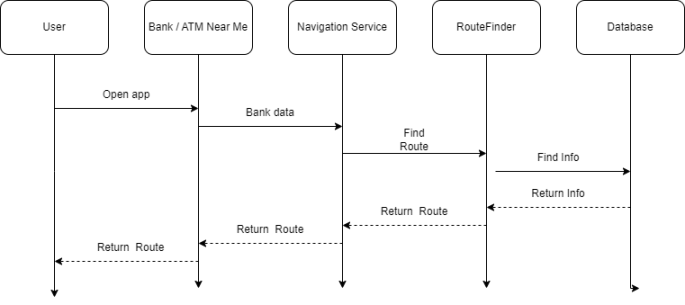 User
Bank / ATM Near Me
Navigation Service
RouteFinder
Database
Open app
Bank data
Find
Route
Find Info
Return Info
Return Route
Return Route
Return Route